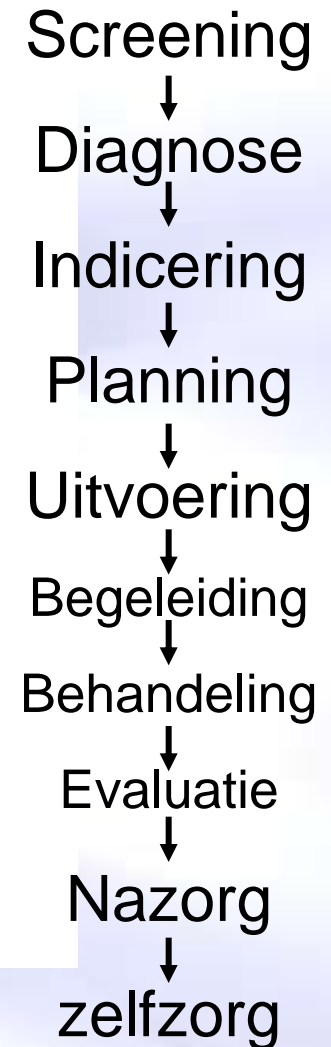 Screening
Diagnose
Indicering
Planning
Uitvoering
Begeleiding
Behandeling
Evaluatie
Nazorg
zelfzorg